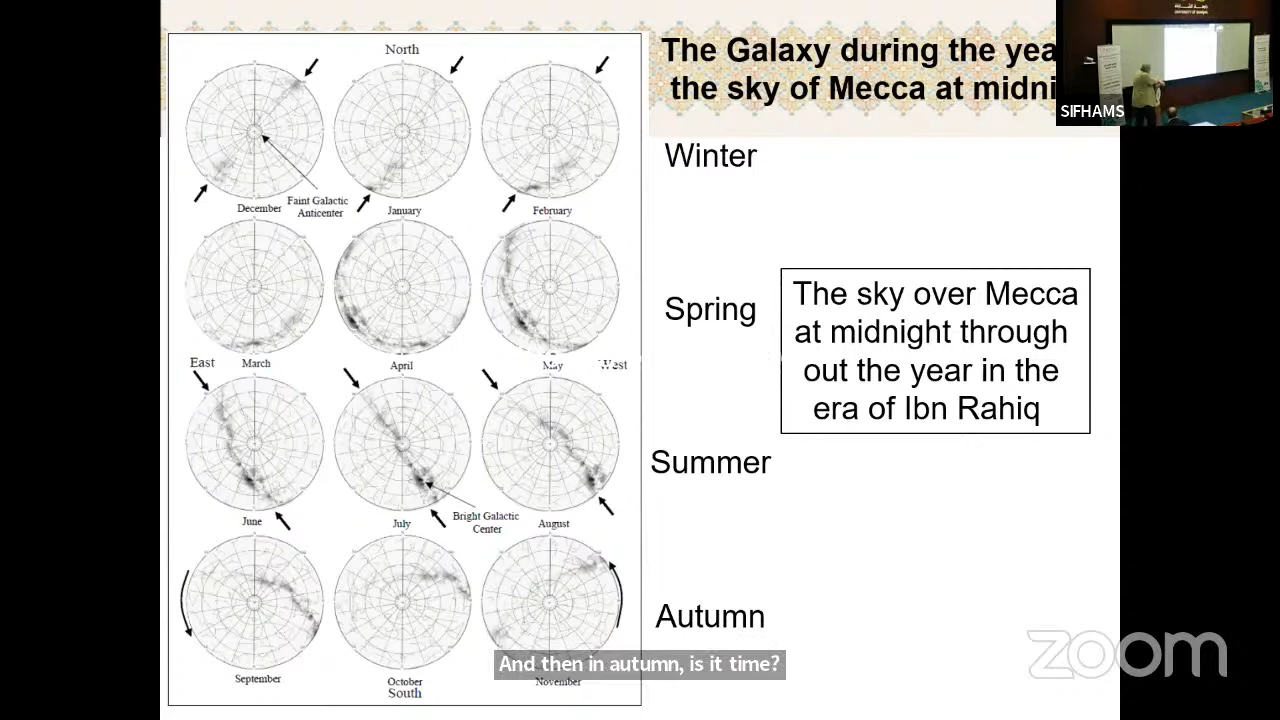 The Galaxy during the yea
the sky of Mecca at midni
SIFHAMS
North
Winter
Faint Galactic
Anticenter
December
January
February
Spring
The sky over Mecca
at midnight through
out the year in the
era of Ibn Rahiq
East
March
April
May
West
Summer
Bright Galactic
Center
June
July
August
Autumn
And then in autumn, is it time?
September
October
November
South
zoom